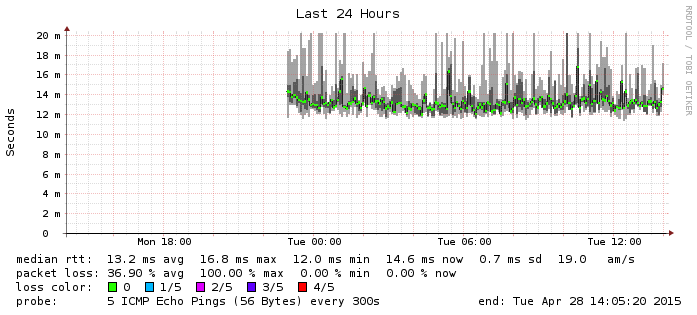 Last 24 Hours
RRDTOOL / TOBI OETIKER
Seconds
20 m
18 m
16 m
14 m
12 m
10 m
8 m
6 m
4 m
2 m
0
Mon 18:00 Tue 00:00 Tue 06:00 Tue 12:00
median rtt: 13.2 ms avg 16.8 ms max 12.0 ms min 14.6 ms now 0.7 ms sd 19.0 am/s
packet loss: 36.90 % avg 100.00 % max 0.00 % min 0.00 % now
loss color: 0 1/5 2/5 3/5 4/5
probe: 5 ICMP Echo Pings (56 Bytes) every 300s end: Tue Apr 28 14:05:20 2015